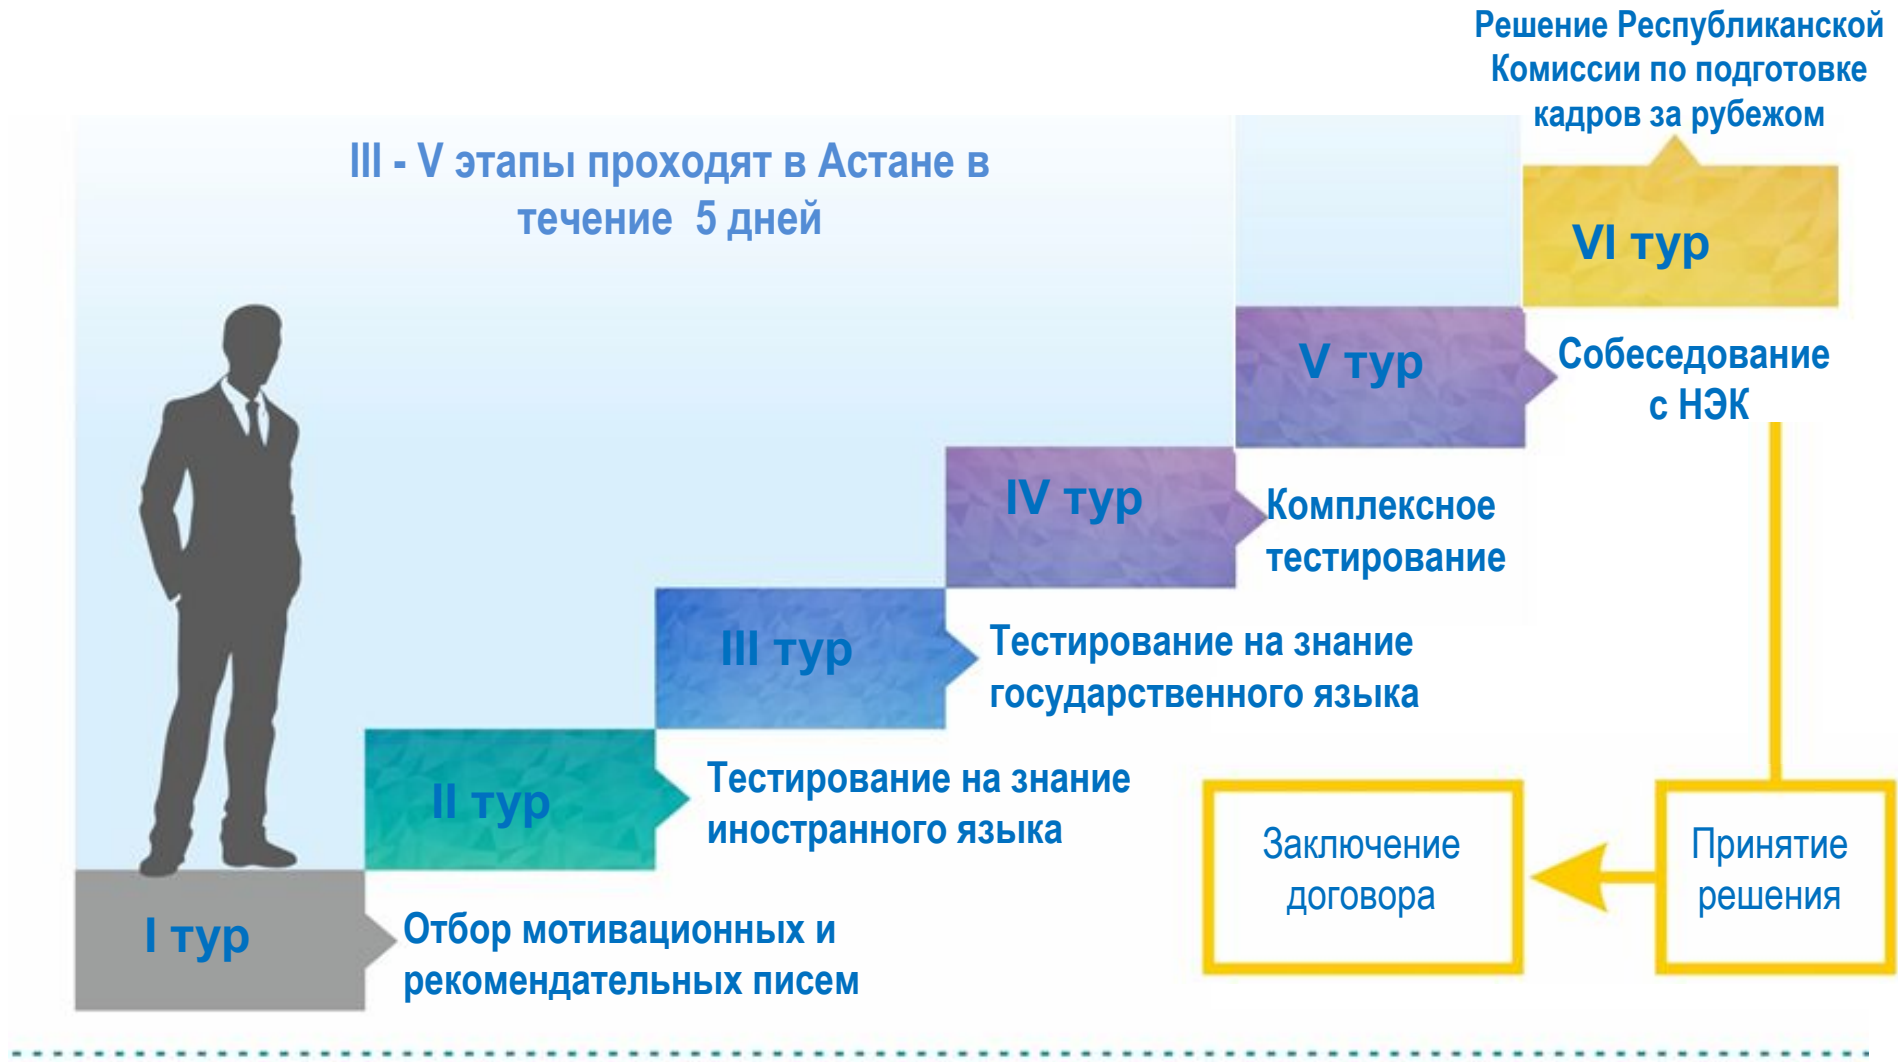 Решение Республиканской
Комиссии по подготовке
кадров за рубежом
III - V этапы проходят в Астане в
течение 5 дней
VI тур
V тур
Собеседование
с НЭК
IV тур
Комплексное
тестирование
III тур
Тестирование на знание
государственного языка
II тур
Тестирование на знание
иностранного языка
Заключение
договора
Принятие
решения
I тур
Отбор мотивационных и
рекомендательных писем